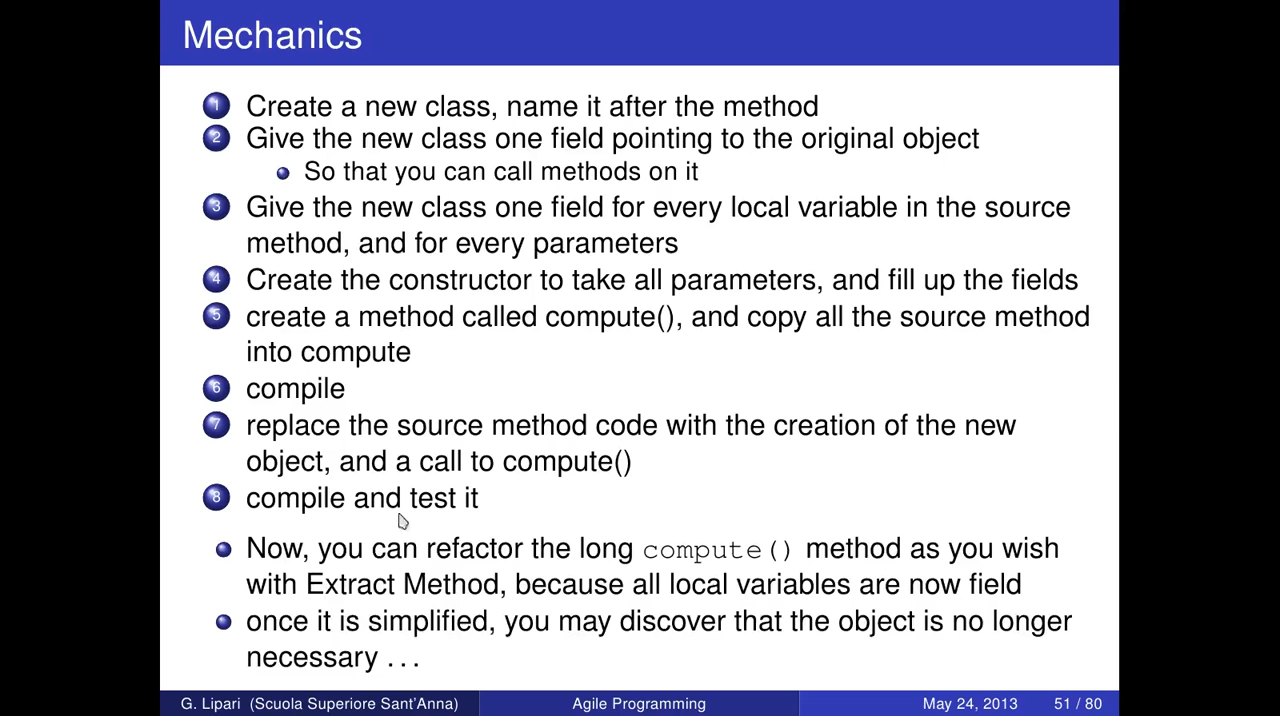 Mechanics
1 Create a new class, name it after the method
2 Give the new class one field pointing to the original object
So that you can call methods on it
3 Give the new class one field for every local variable in the source
method, and for every parameters
4 Create the constructor to take all parameters, and fill up the fields
5 create a method called compute(), and copy all the source method
into compute
6 compile
7 replace the source method code with the creation of the new
object, and a call to compute()
8 compile and test it
Now, you can refactor the long compute() method as you wish
with Extract Method, because all local variables are now field
once it is simplified, you may discover that the object is no longer
necessary . . .
G. Lipari (Scuola Superiore Sant'Anna) Agile Programming May 24, 2013 51 / 80